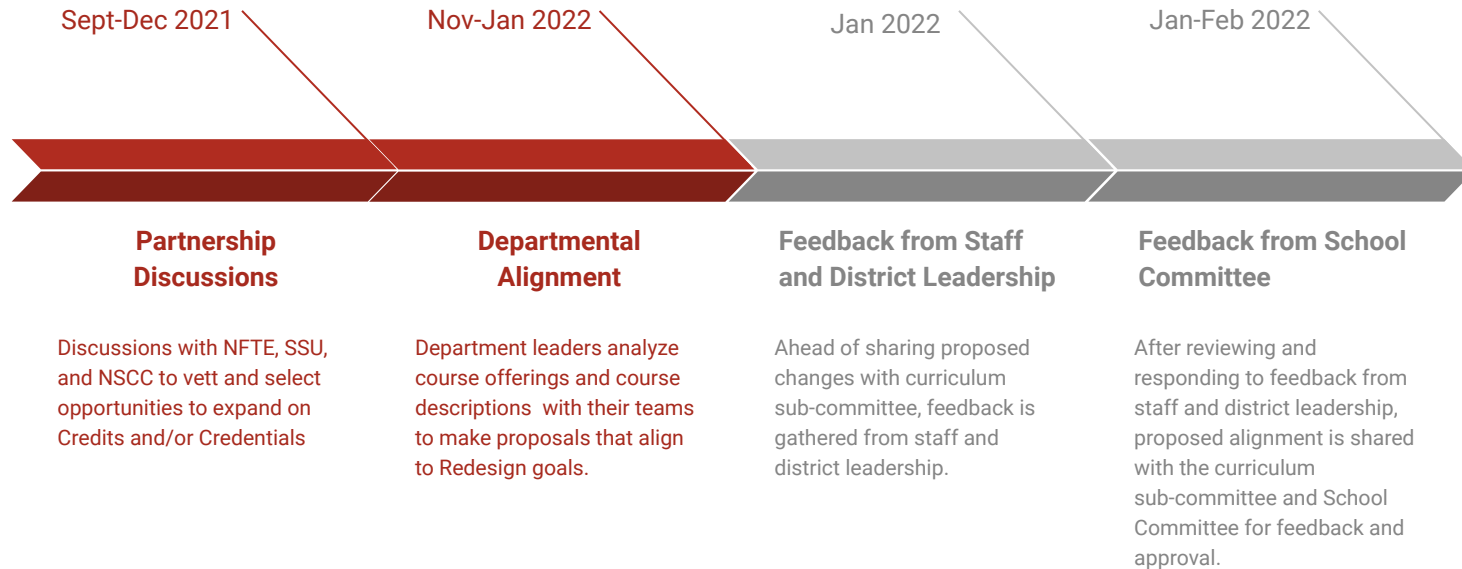 Sept-Dec 2021
Nov-Jan 2022
Jan 2022
Jan-Feb 2022
Partnership
Discussions
Discussions with NFTE, SSU,
and NSCC to vett and select
opportunities to expand on
Credits and/or Credentials
Departmental
Alignment
Department leaders analyze
course offerings and course
descriptions with their teams
to make proposals that align
to Redesign goals.
Feedback from Staff
and District Leadership
Ahead of sharing proposed
changes with curriculum
sub-committee, feedback is
gathered from staff and
district leadership.
Feedback from School
Committee
After reviewing and
responding to feedback from
staff and district leadership,
proposed alignment is shared
with the curriculum
sub-committee and School
Committee for feedback and
approval.